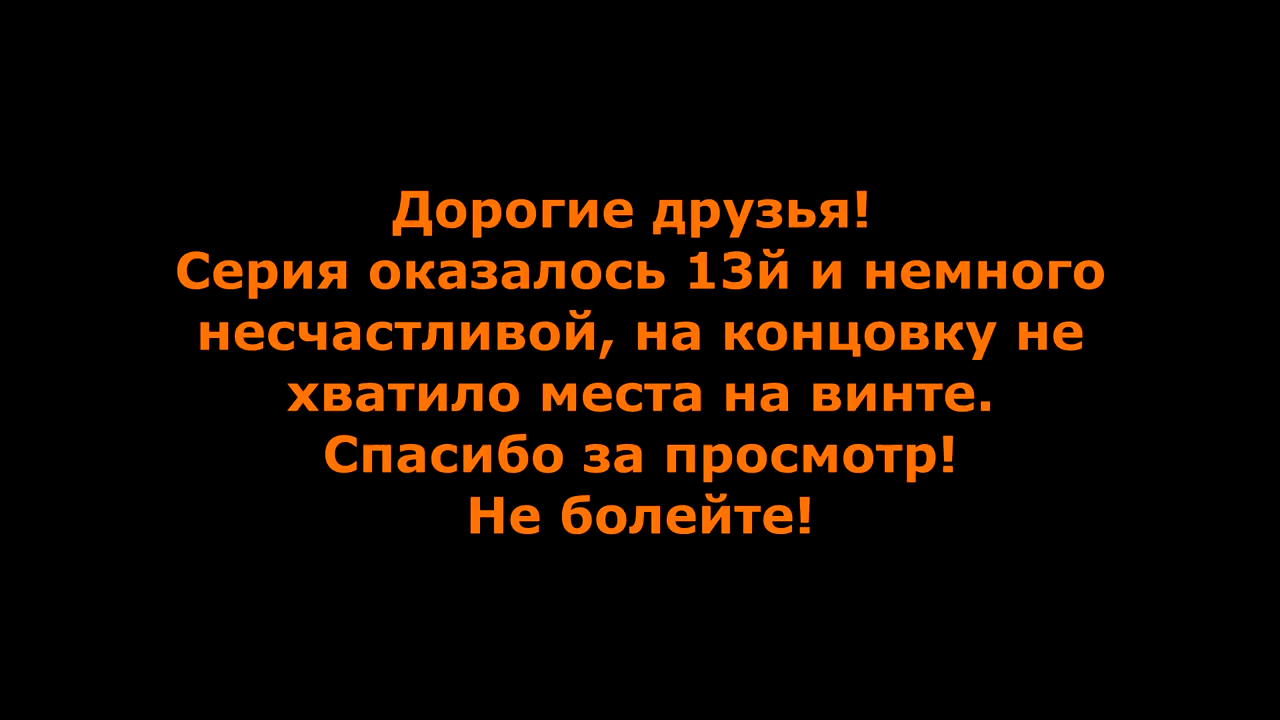 Дорогие друзья!
Серия оказалось 13й и немного
несчастливой, на концовку не
хватило места на винте.
Спасибо за просмотр!
Не болейте!